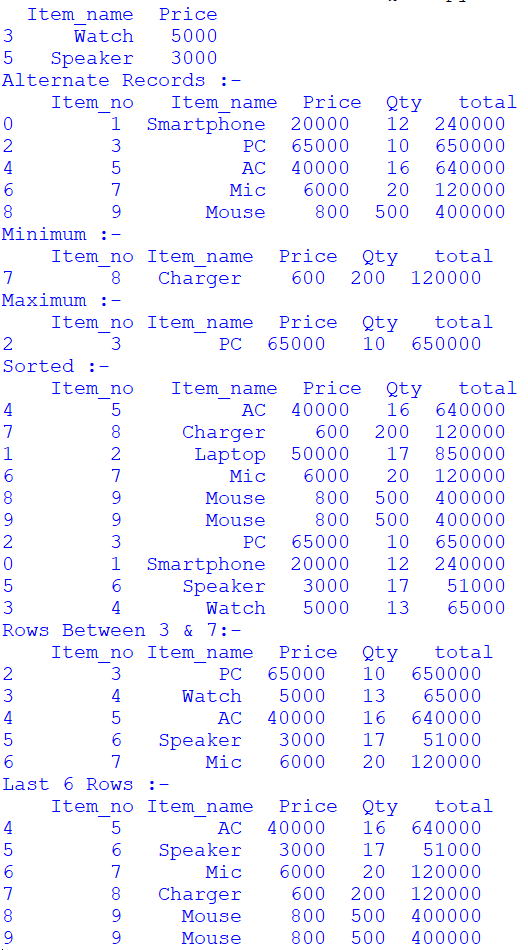 Item_name  Price
3     Watch   5000
5   Speaker   3000
Alternate Records :-
    Item_no   Item_name  Price   Qty   total
0         1  Smartphone  20000   12  240000
2         3          PC  65000   10  650000
4         5          AC  40000   16  640000
6         7         Mic   6000   20  120000
8         9       Mouse    800  500  400000
Minimum :-
    Item_no Item_name  Price  Qty   total
7         8   Charger    600  200  120000
Maximum :-
    Item_no Item_name  Price  Qty   total
2         3        PC  65000   10  650000
Sorted :-
    Item_no   Item_name  Price   Qty   total
4         5          AC  40000   16  640000
7         8     Charger    600  200  120000
1         2      Laptop  50000   17  850000
6         7         Mic   6000   20  120000
8         9       Mouse    800  500  400000
9         9       Mouse    800  500  400000
2         3          PC  65000   10  650000
0         1  Smartphone  20000   12  240000
5         6     Speaker   3000   17   51000
3         4       Watch   5000   13   65000
Rows Between 3 & 7:-
    Item_no Item_name  Price  Qty   total
2         3        PC  65000   10  650000
3         4     Watch   5000   13   65000
4         5        AC  40000   16  640000
5         6   Speaker   3000   17   51000
6         7       Mic   6000   20  120000
Last 6 Rows :-
    Item_no Item_name  Price  Qty   total
4         5        AC  40000   16  640000
5         6   Speaker   3000   17   51000
6         7       Mic   6000   20  120000
7         8   Charger    600  200  120000
8         9     Mouse    800  500  400000
9         9     Mouse    800  500  400000